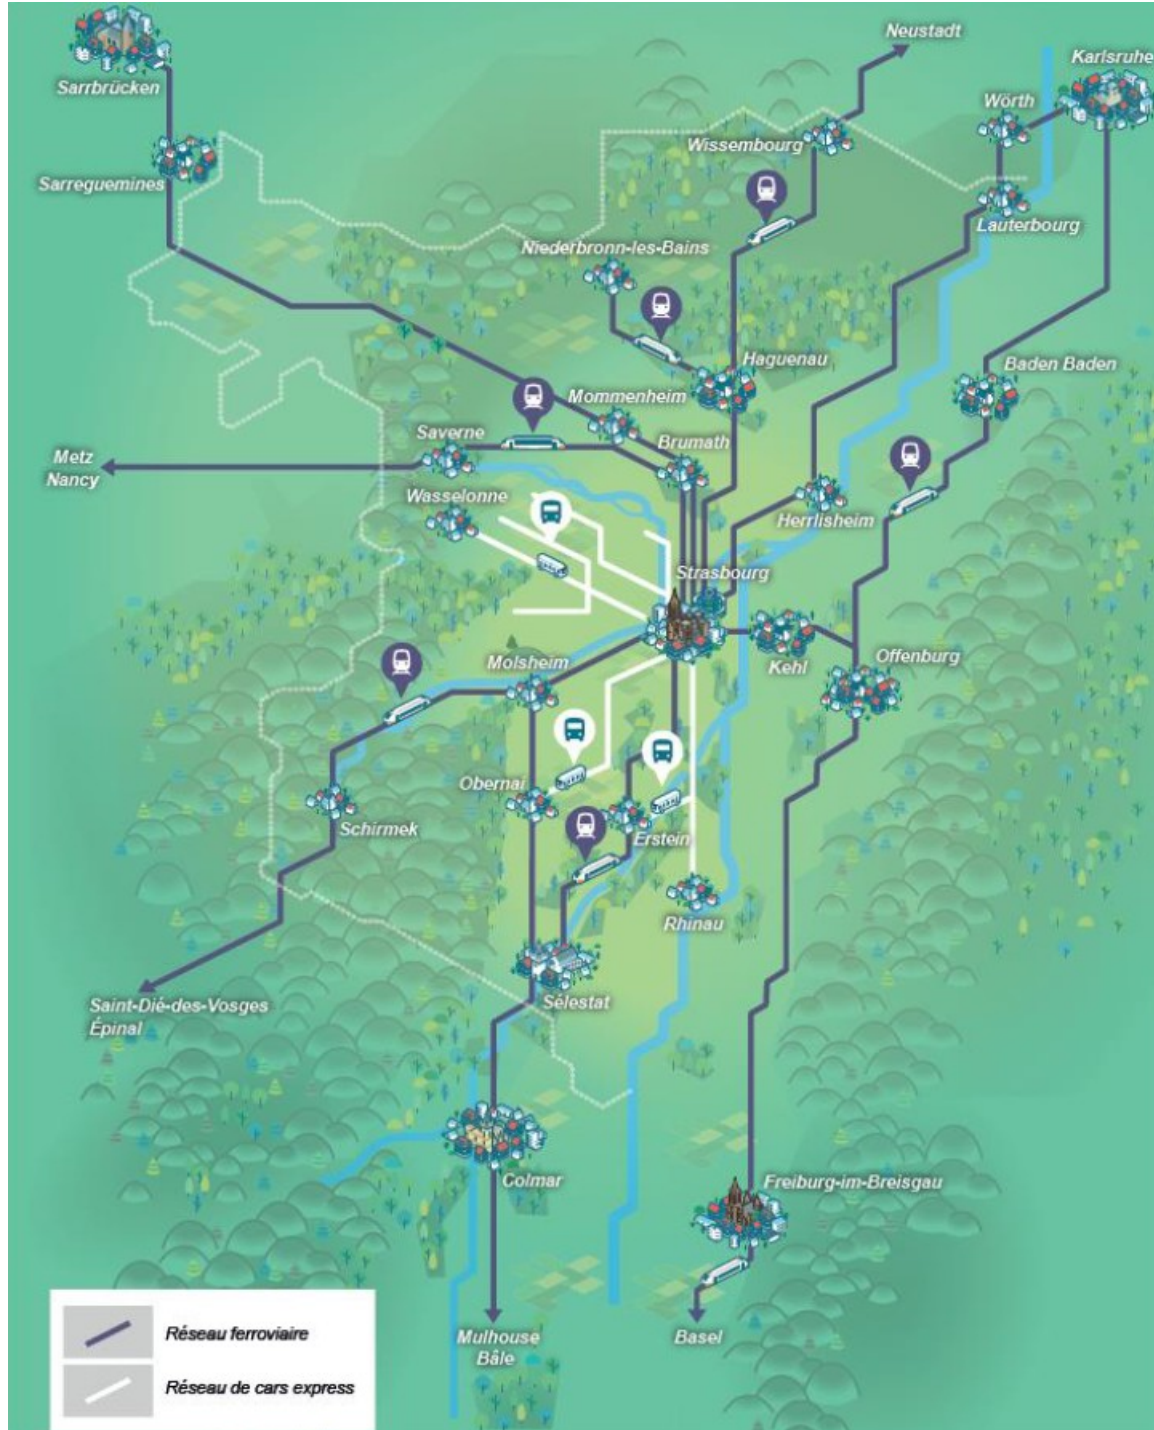 Neustadt
Karlsruhe
Sarrbrücken
Wörth
Wissembourg
Sarreguemines
Lauterbourg
Niederbronn-les-Bains
Haguenau
Baden Baden
Mommenheim
Saverne
Brumath
Metz
Nancy
Wasselonne
Herrlisheim
Strasbourg
Molsheim
Kehl
Offenburg
Obernai
Schirmek
Erstein
Rhinau
Sélestat
Saint-Dié-des-Vosges
Épinal
Colmar
Freiburg-im-Breisgau
Mulhouse
Bâle
Basel
Réseau ferroviaire
Réseau de cars express